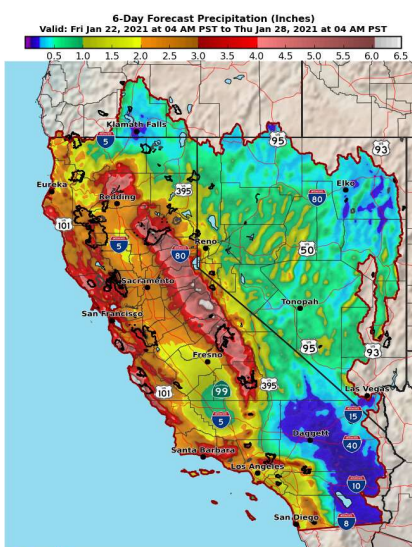 6-Day Forecast Precipitation (Inches)
Valid: Fri Jan 22, 2021 at 04 AM PST to Thu Jan 28, 2021 at 04 AM PST
0.5 1.0 1.5 2.0 2.5 3.0 3.5 4.0 4.5 5.0 5.5 6.0 6.5
Klamath Falls
5
95
93
Eureka
Redding
395
Elko
80
101
5
Reno
80
50
Sacramento
San Francisco
Tonopah
Fresno
95
93
101
99
395
Las Vegas
5
15
Daggett
40
Santa Barbara
Los Angeles
10
San Diego
8